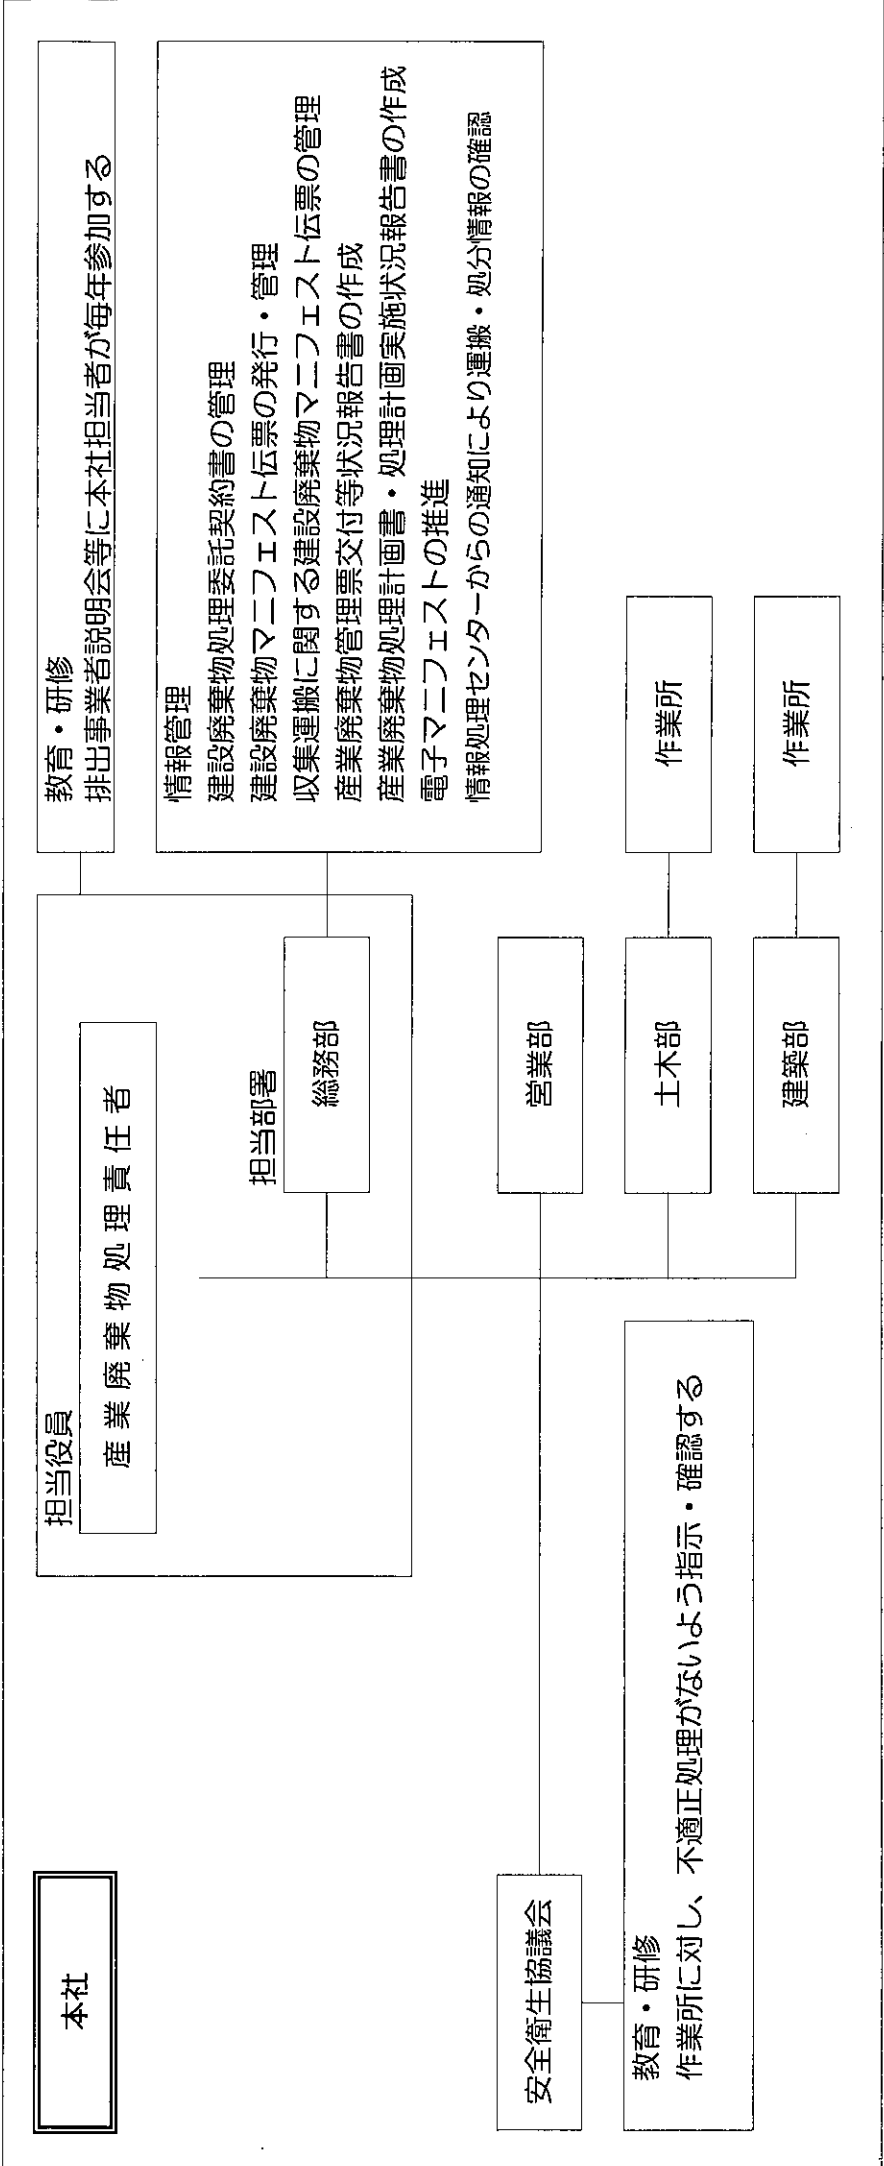 本社
担当役員
産業廃棄物処理責任者
担当部署
総務部
教育・研修
排出事業者説明会等に本社担当者が毎年参加する
情報管理
建設廃棄物処理委託契約書の管理
建設廃棄物マニフェスト伝票の発行・管理
収集運搬に関する建設廃棄物マニフェスト伝票の管理
産業廃棄物管理票交付等状況報告書の作成
産業廃棄物処理計画書・処理計画実施状況報告書の作成
電子マニフェストの推進
情報処理センターからの通知により運搬・処分情報の確認
安全衛生協議会
営業部
教育・研修
作業所に対し、不適正処理がないよう指示・確認する
土木部
作業所
建築部
作業所